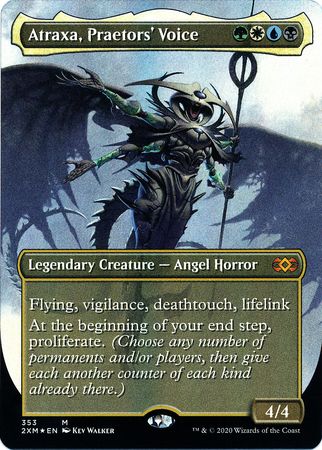 Atraxa, Praetors' Voice
Legendary Creature — Angel Horror
Flying, vigilance, deathtouch, lifelink
At the beginning of your end step,
proliferate. (Choose any number of
permanents and/or players, then give
each another counter of each kind
already there.)
4/4
353 M
2XM★EN Kev Walker
™ & © 2020 Wizards of the Coast